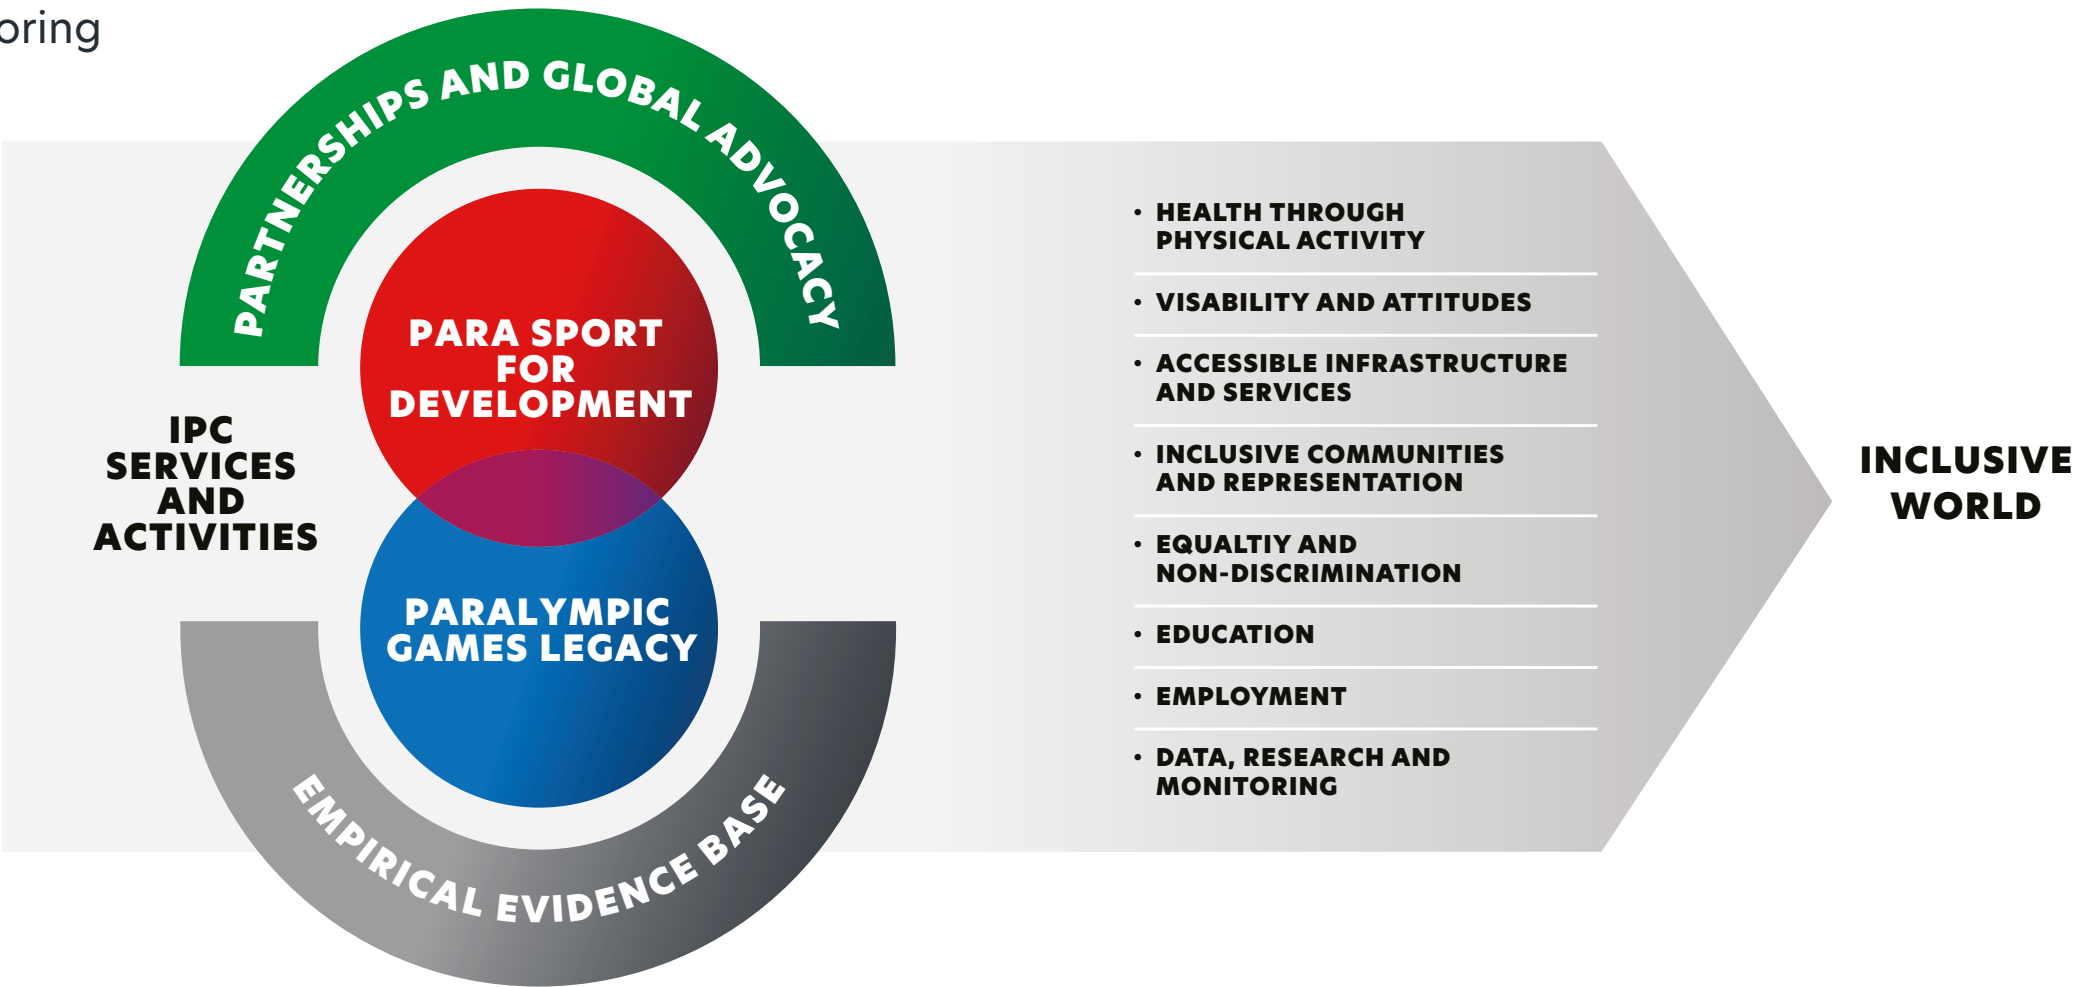 oring
PARTNERSHIPS AND GLOBAL ADVOCACY
PARA SPORT
FOR
DEVELOPMENT
IPC
SERVICES
AND
ACTIVITIES
PARALYMPIC
GAMES LEGACY
EMPIRICAL EVIDENCE BASE
• HEALTH THROUGH
PHYSICAL ACTIVITY
• VISABILITY AND ATTITUDES
• ACCESSIBLE INFRASTRUCTURE
AND SERVICES
• INCLUSIVE COMMUNITIES
AND REPRESENTATION
• EQUALTIY AND
NON-DISCRIMINATION
• EDUCATION
• EMPLOYMENT
• DATA, RESEARCH AND
MONITORING
INCLUSIVE
WORLD